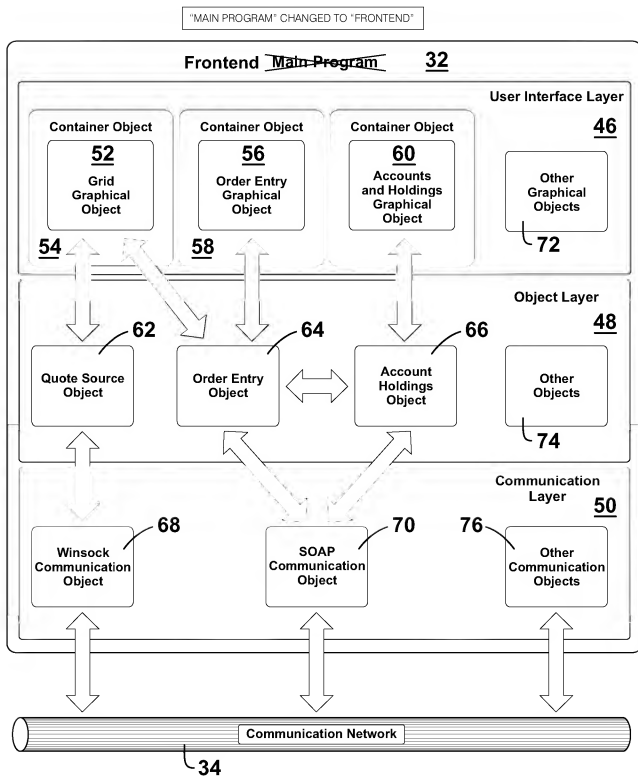 "MAIN PROGRAM" CHANGED TO "FRONTEND"
Frontend Main Program 32
User Interface Layer
46
Container Object
52
Grid
Graphical
Object
54
Container Object
56
Order Entry
Graphical
Object
58
Container Object
60
Accounts
and Holdings
Graphical
Object
Other
Graphical
Objects
72
Object Layer
48
62
Quote Source
Object
64
Order Entry
Object
66
Account
Holdings
Object
Other
Objects
74
Communication
Layer
50
68
Winsock
Communication
Object
70
SOAP
Communication
Object
76
Other
Communication
Objects
Communication Network
34